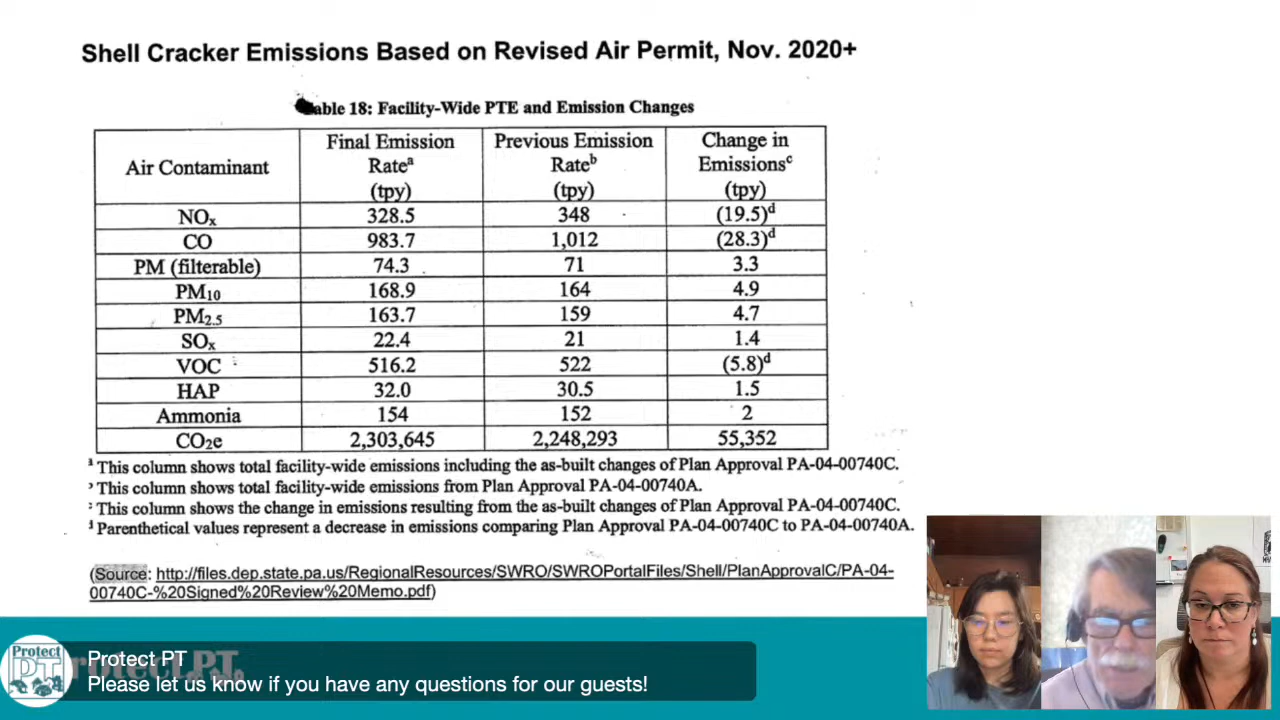 Shell Cracker Emissions Based on Revised Air Permit, Nov. 2020+
able 18: Facility-Wide PTE and Emission Changes
Air Contaminant Final Emission Rateᵃ (tpy) Previous Emission Rateᵇ (tpy) Change in Emissionsᶜ (tpy)
NOₓ 328.5 348 (19.5)ᵈ
CO 983.7 1,012 (28.3)ᵈ
PM (filterable) 74.3 71 3.3
PM₁₀ 168.9 164 4.9
PM₂.₅ 163.7 159 4.7
SOₓ 22.4 21 1.4
VOC 516.2 522 (5.8)ᵈ
HAP 32.0 30.5 1.5
Ammonia 154 152 2
CO₂e 2,303,645 2,248,293 55,352
This column shows total facility-wide emissions including the as-built changes of Plan Approval PA-04-00740C.
This column shows total facility-wide emissions from Plan Approval PA-04-00740A.
This column shows the change in emissions resulting from the as-built changes of Plan Approval PA-04-00740C.
Parenthetical values represent a decrease in emissions comparing Plan Approval PA-04-00740C to PA-04-00740A.
(Source: http://files.dep.state.pa.us/RegionalResources/SWRO/SWROPortalFiles/Shell/PlanApprovalC/PA-04-
00740C-%20Signed%20Review%20Memo.pdf)
Protect PT
Protect PT
Please let us know if you have any questions for our guests!